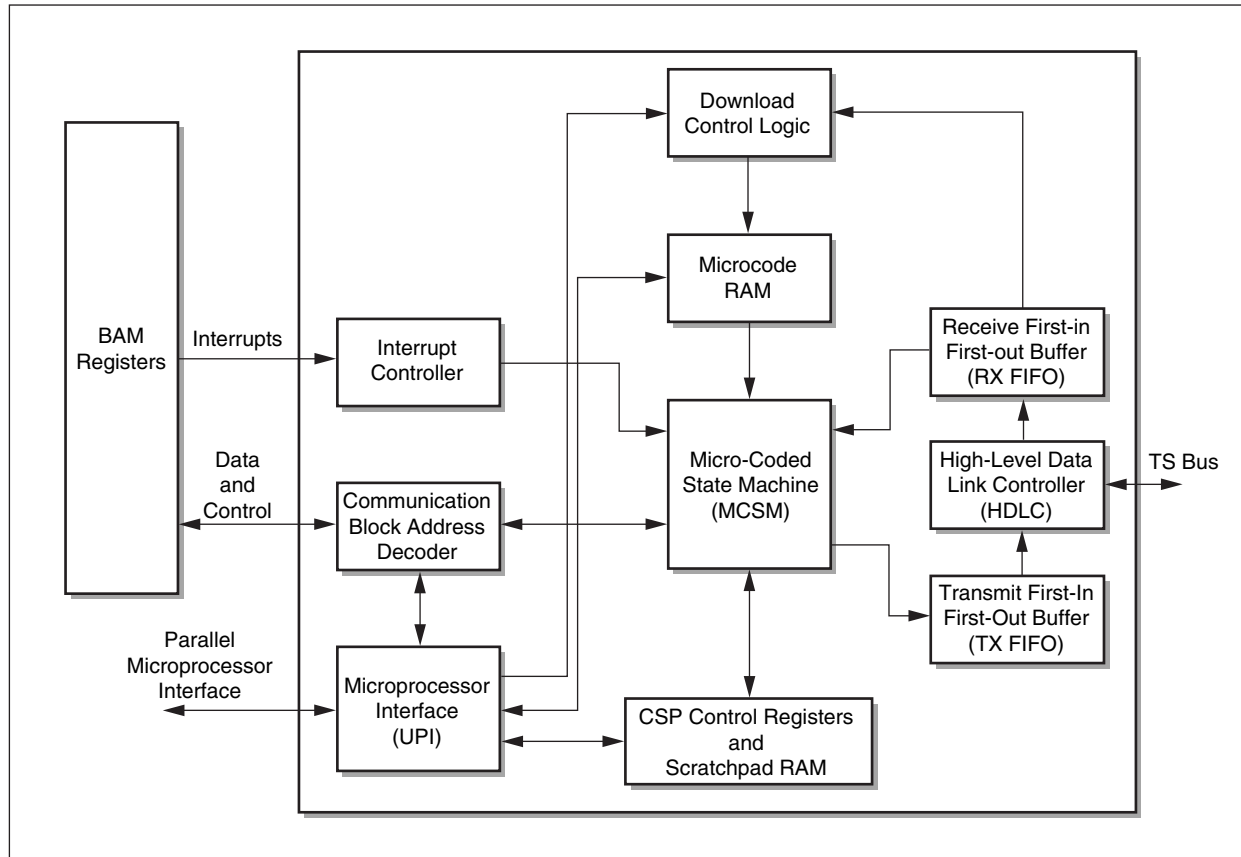 Download
Control Logic
Microcode
RAM
BAM
Registers
Interrupts
Interrupt
Controller
Receive First-in
First-out Buffer
(RX FIFO)
Micro-Coded
State Machine
(MCSM)
High-Level Data
Link Controller
(HDLC)
TS Bus
Data
and
Control
Communication
Block Address
Decoder
Transmit First-In
First-Out Buffer
(TX FIFO)
Parallel
Microprocessor
Interface
Microprocessor
Interface
(UPI)
CSP Control Registers
and
Scratchpad RAM